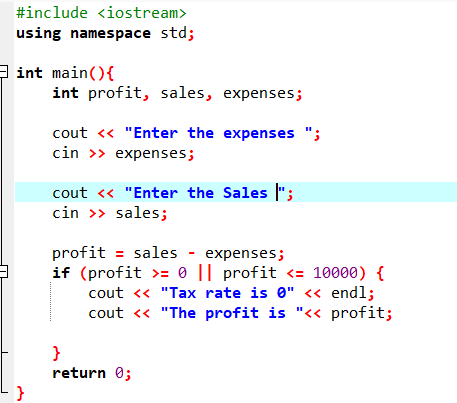 #include <iostream>
using namespace std;
int main(){
int profit, sales, expenses;
cout << "Enter the expenses ";
cin >> expenses;
cout << "Enter the Sales ";
cin >> sales;
profit = sales - expenses;
if (profit >= 0 || profit <= 10000) {
cout << "Tax rate is 0" << endl;
cout << "The profit is "<< profit;
}
return 0;
}